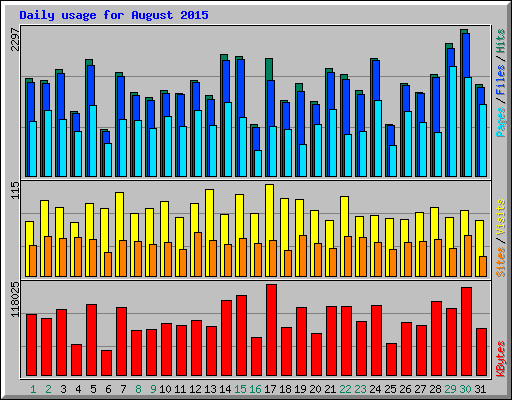 Daily usage for August 2015
2297
Pages / Files / Hits
115
Sites / Visits
118025
KBytes
1 2 3 4 5 6 7 8 9 10 11 12 13 14 15 16 17 18 19 20 21 22 23 24 25 26 27 28 29 30 31